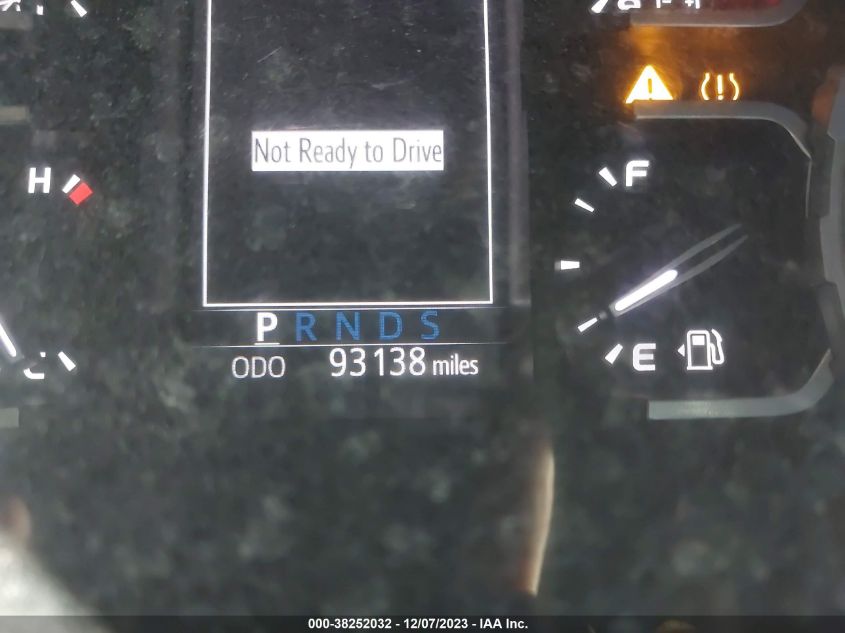 Not Ready to Drive
H
F
P R N D S
ODO 93138 miles
E
000-38252032 - 12/07/2023 - IAA Inc.